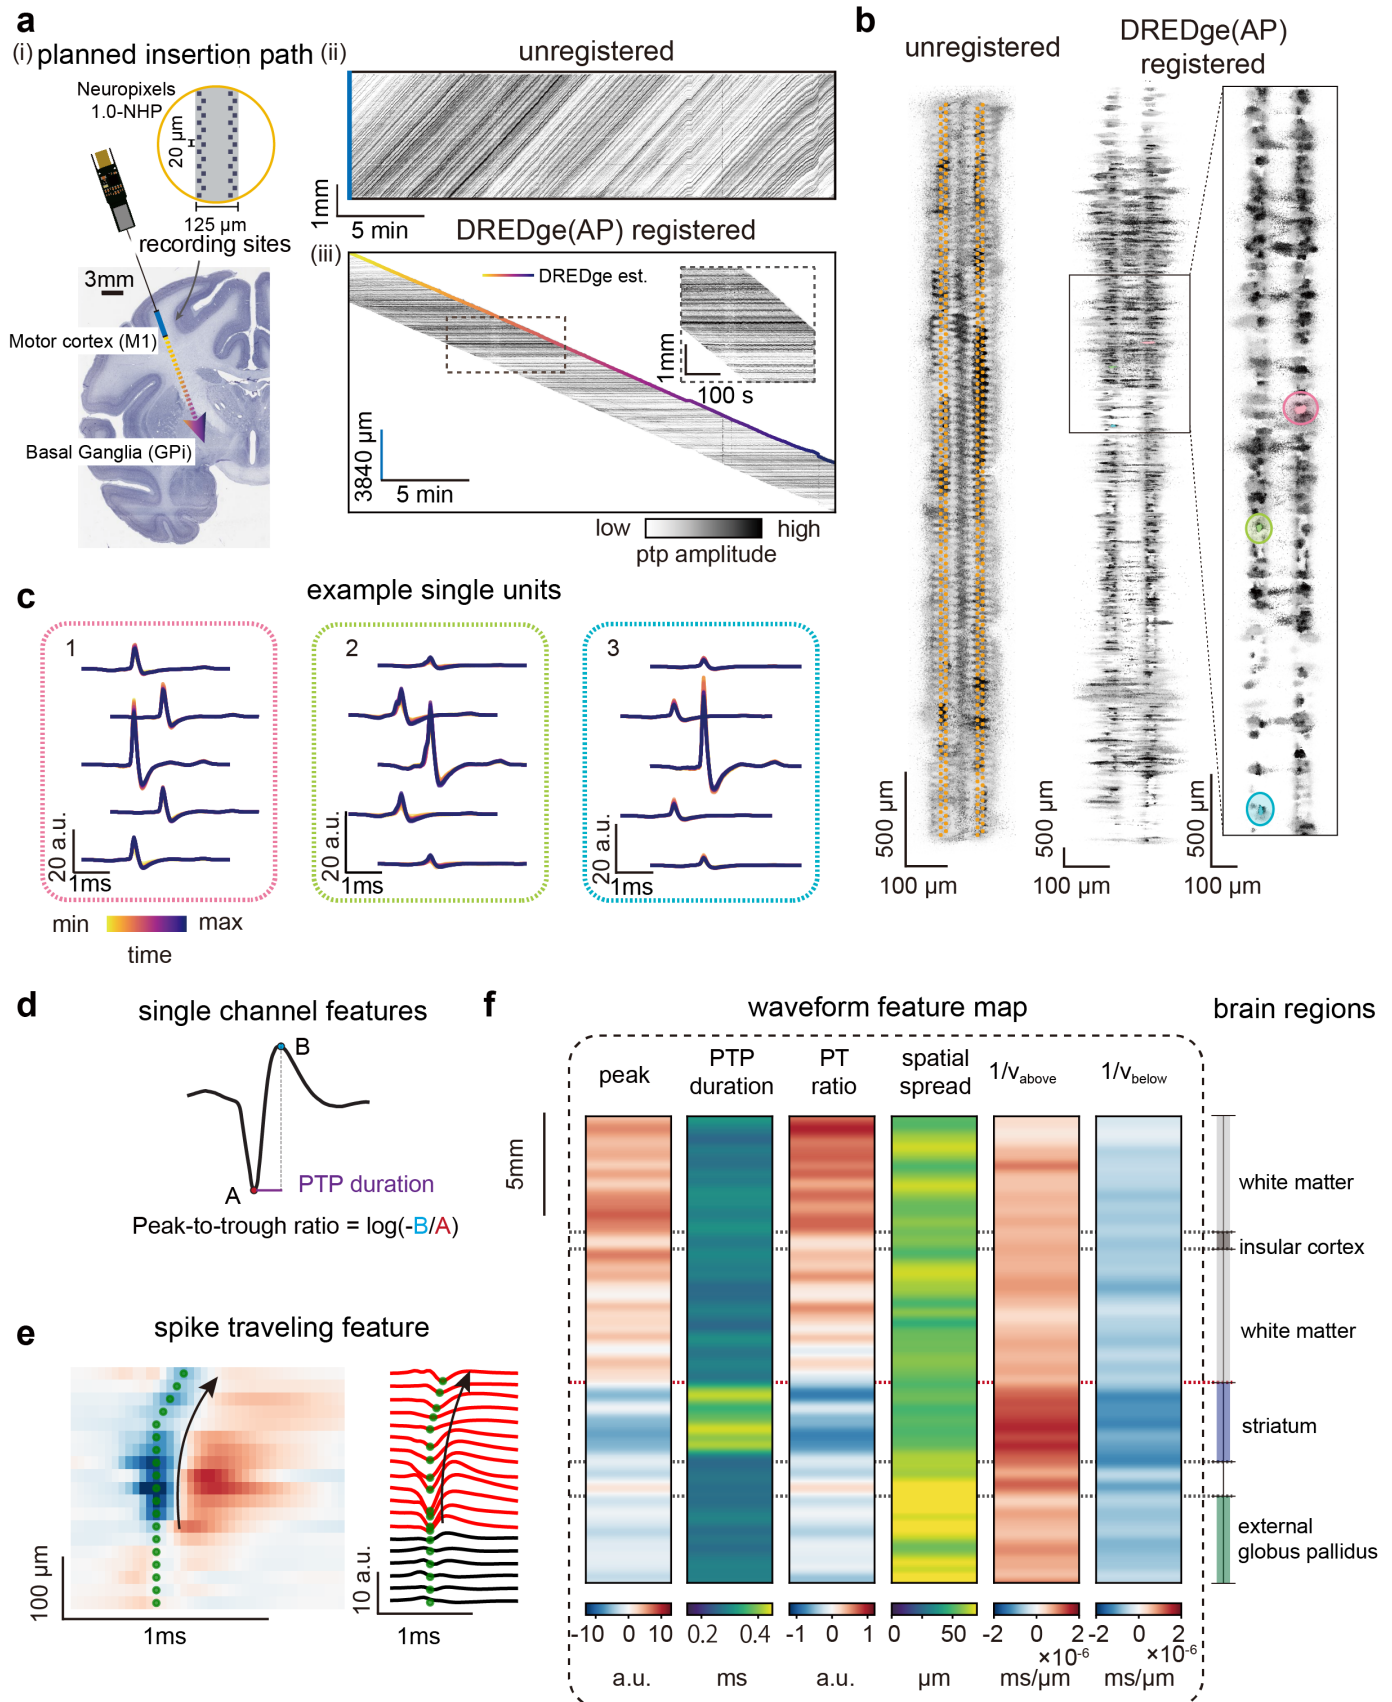 a
(i) planned insertion path
Neuropixels
1.0-NHP
20 µm
125 µm
recording sites
3mm
Motor cortex (M1)
Basal Ganglia (GPi)
(ii)
unregistered
1mm
5 min
DREDge(AP) registered
(iii)
DREDge est.
1mm
100 s
3840 µm
5 min
low
high
ptp amplitude
b
unregistered
DREDge(AP)
registered
500 µm
100 µm
500 µm
100 µm
500 µm
100 µm
c
example single units
1
20 a.u.
1ms
2
20 a.u.
1ms
3
20 a.u.
1ms
min
max
time
d
single channel features
B
A
PTP duration
Peak-to-trough ratio = log(-B/A)
e
spike traveling feature
100 µm
1ms
10 a.u.
1ms
f
waveform feature map
brain regions
peak
PTP
duration
PT
ratio
spatial
spread
1/vabove
1/vbelow
5mm
white matter
insular cortex
white matter
striatum
external
globus pallidus
-10 0 10
a.u.
0.2 0.4
ms
-1 0 1
a.u.
0 50
µm
-2 0 2
×10-6
ms/µm
-2 0 2
×10-6
ms/µm